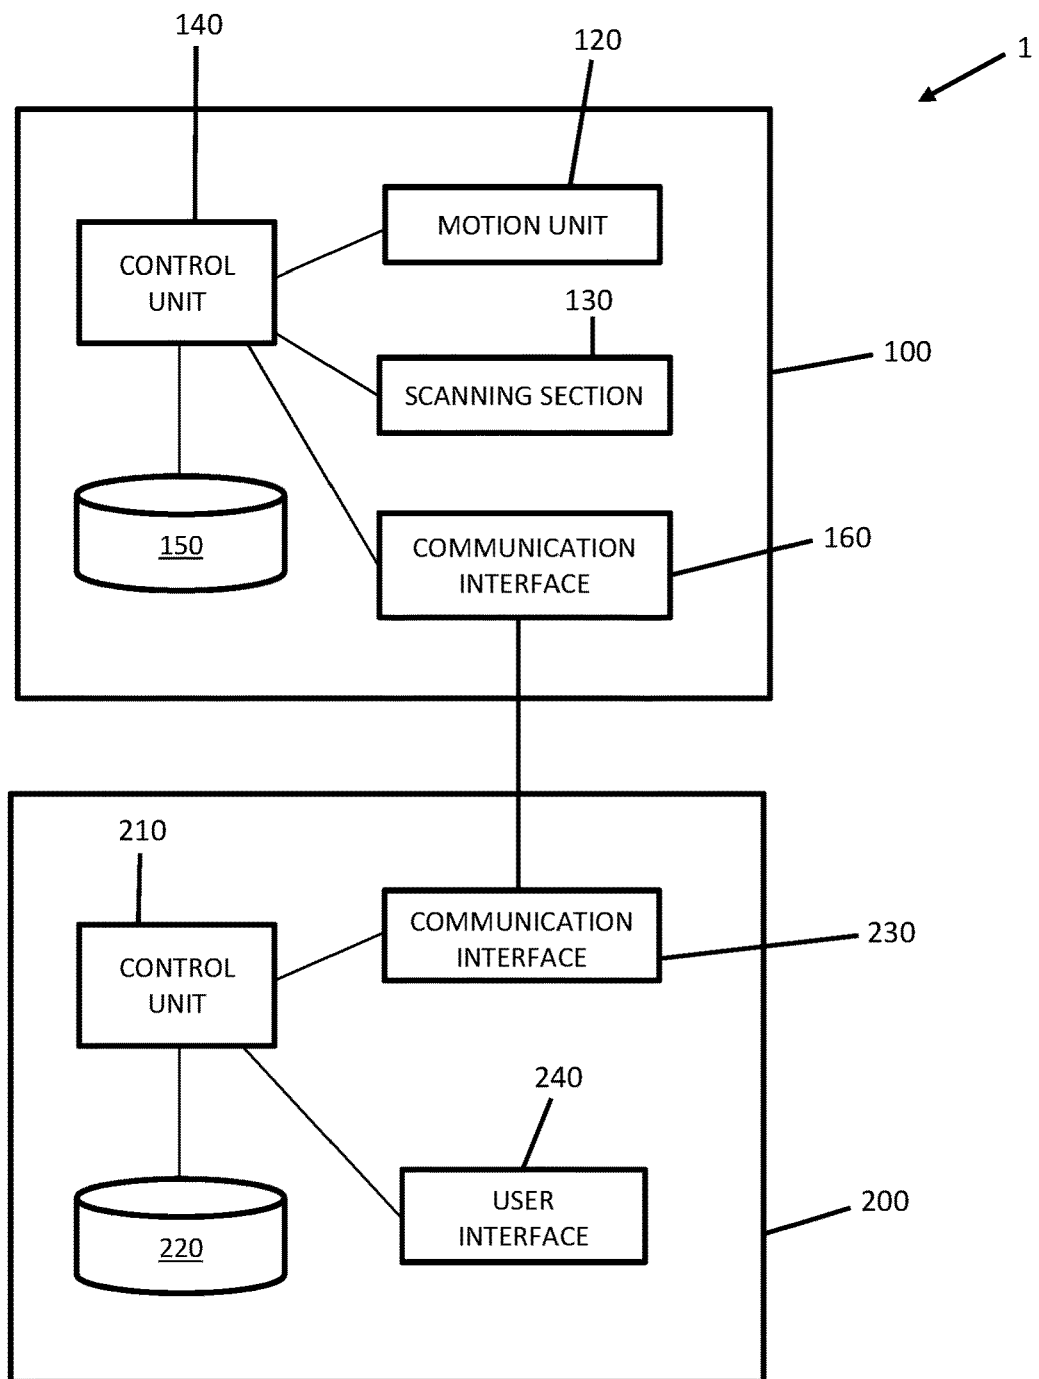 140
120
1
MOTION UNIT
CONTROL
UNIT
130
100
SCANNING SECTION
150
COMMUNICATION
INTERFACE
160
210
COMMUNICATION
INTERFACE
230
CONTROL
UNIT
240
USER
INTERFACE
200
220